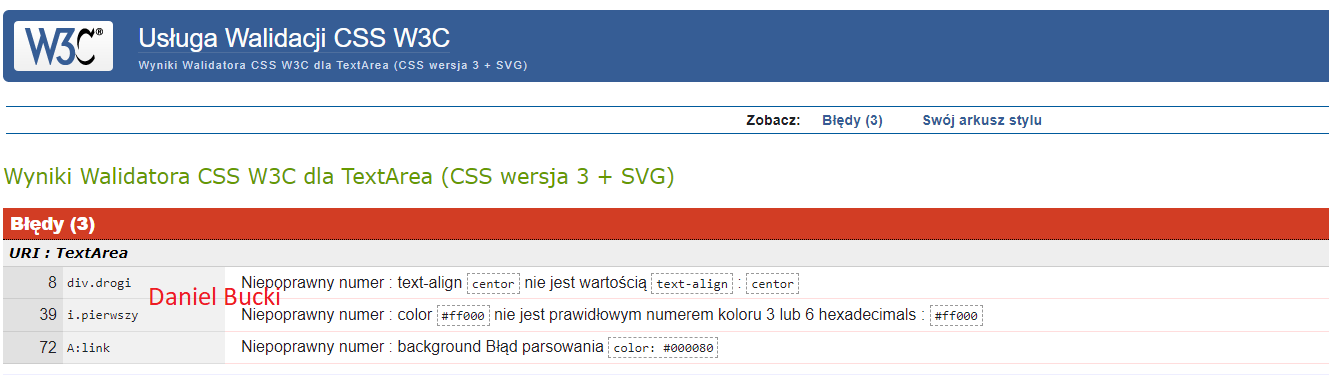 W3C®
Usługa Walidacji CSS W3C
Wyniki Walidatora CSS W3C dla TextArea (CSS wersja 3 + SVG)
Zobacz: Błędy (3) Swój arkusz stylu
Wyniki Walidatora CSS W3C dla TextArea (CSS wersja 3 + SVG)
Błędy (3)
URI : TextArea
8 div.drogi Niepoprawny numer : text-align centor nie jest wartością text-align : centor
Daniel Bucki
39 i.pierwszy Niepoprawny numer : color #ff000 nie jest prawidłowym numerem koloru 3 lub 6 hexadecimals : #ff000
72 A:link Niepoprawny numer : background Błąd parsowania color: #000080